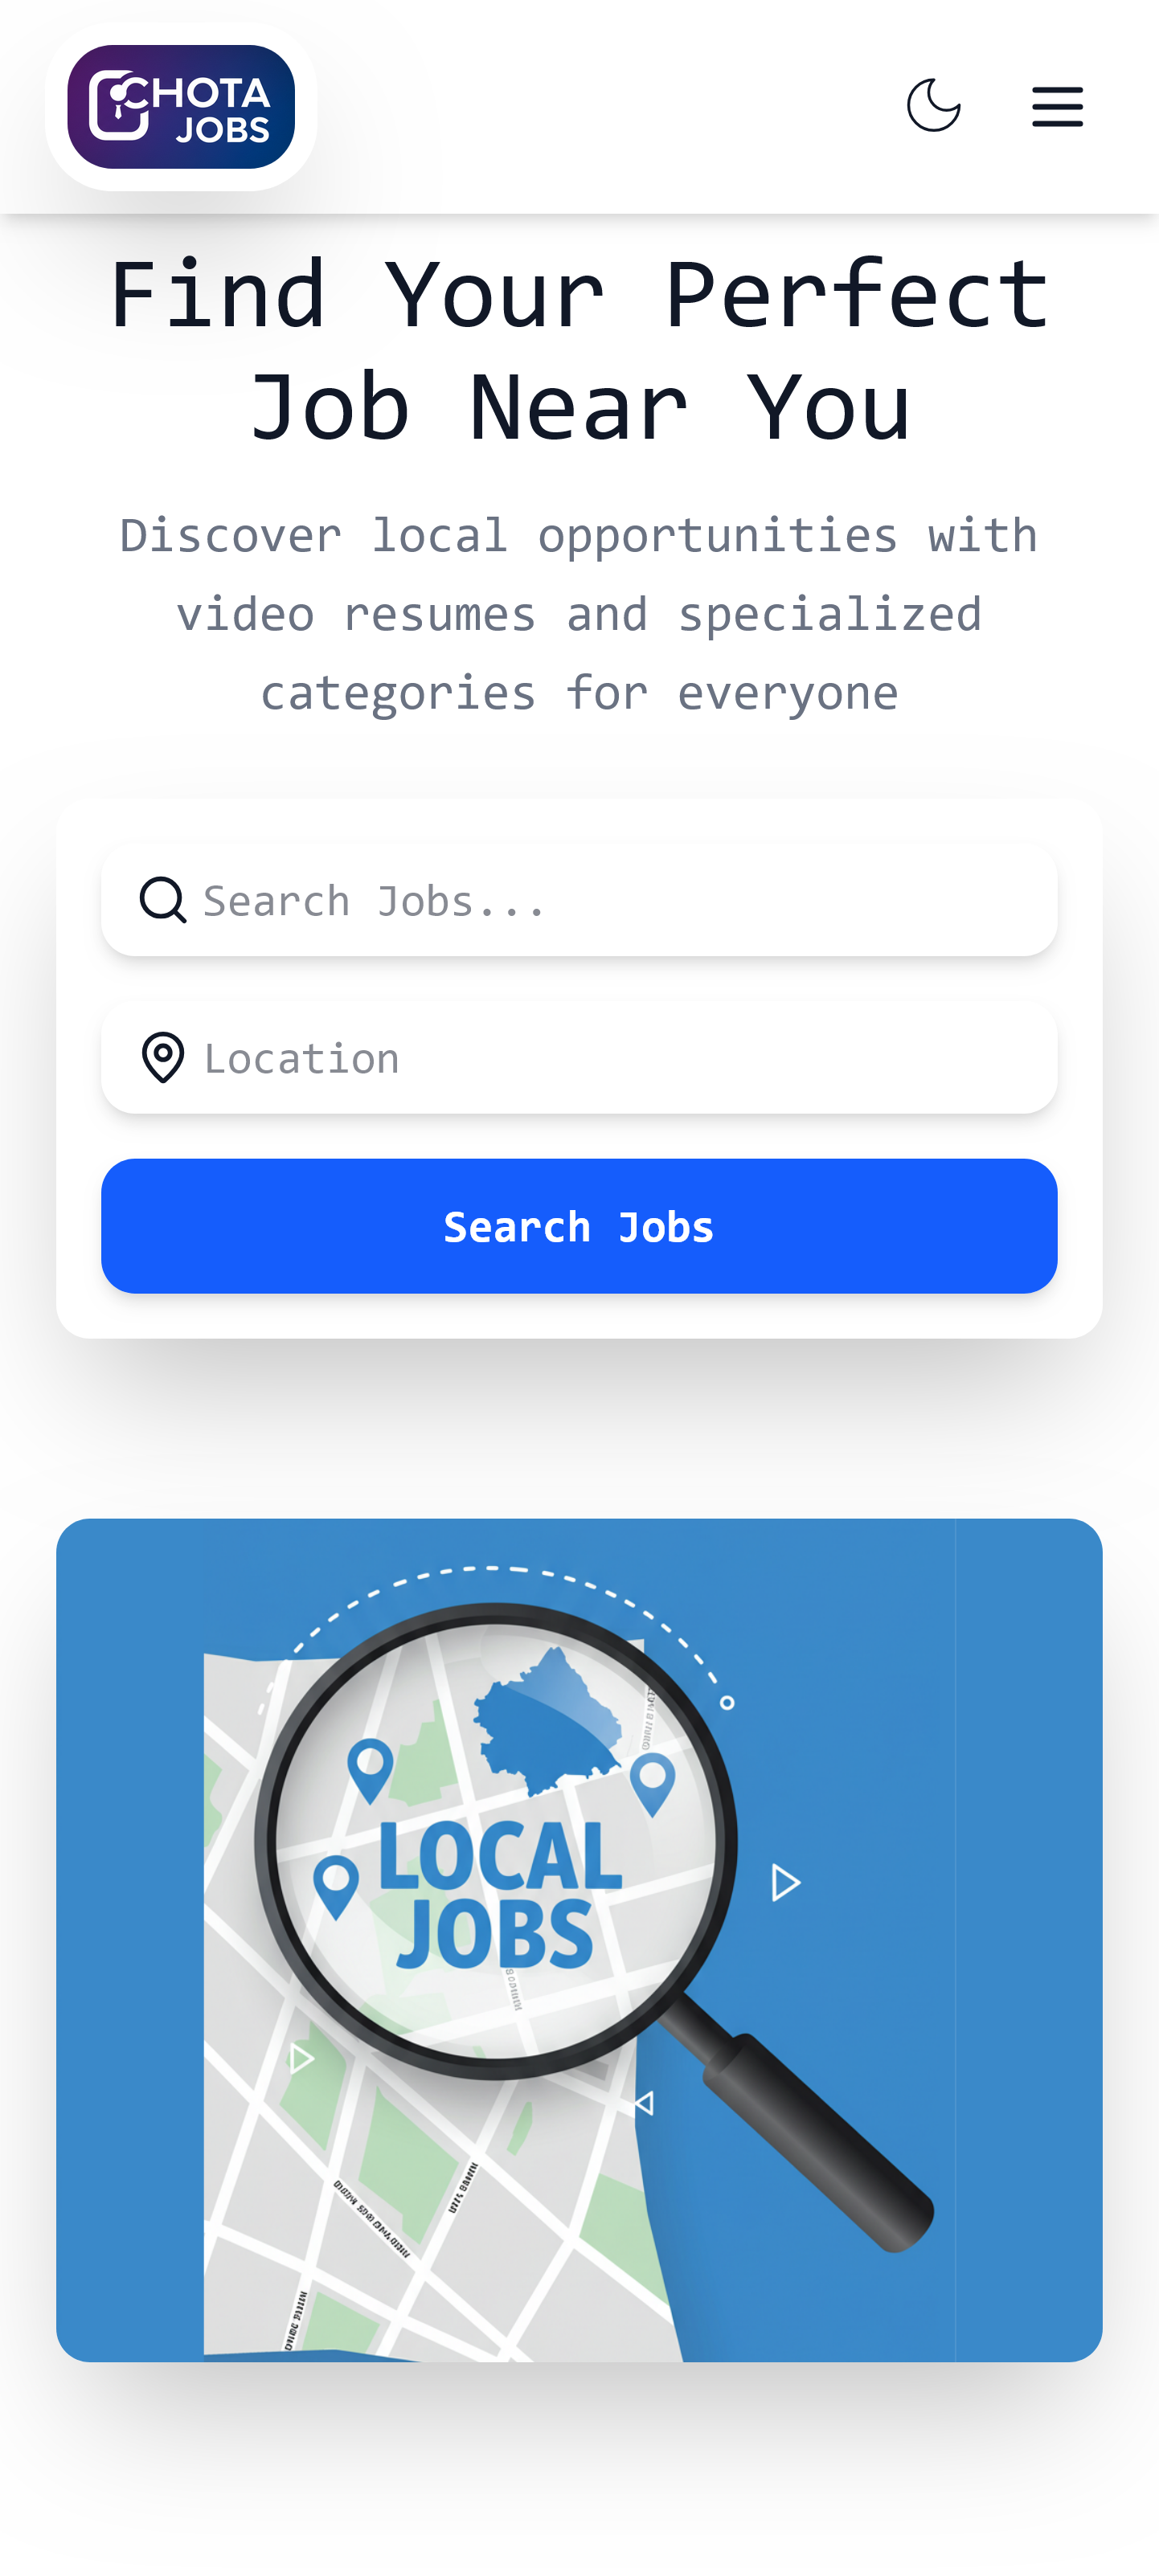 CHOTA
JOBS
Find Your Perfect
Job Near You
Discover local opportunities with
video resumes and specialized
categories for everyone
Search Jobs...
Location
Search Jobs
LOCAL
JOBS